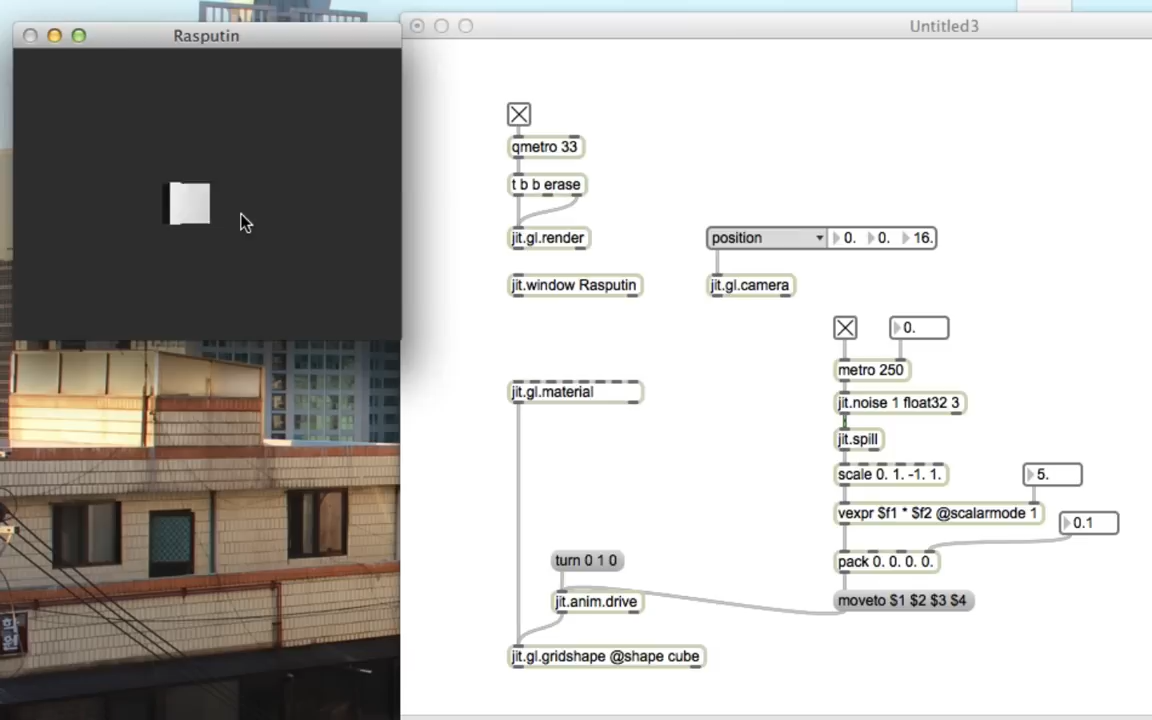 Rasputin
Untitled3
qmetro 33
t b b erase
jit.gl.render
jit.window Rasputin
position 0. 0. 16.
jit.gl.camera
0.
metro 250
jit.noise 1 float32 3
jit.spill
scale 0. 1. -1. 1.
5.
vexpr $f1 * $f2 @scalarmode 1
0.1
pack 0. 0. 0. 0.
moveto $1 $2 $3 $4
jit.gl.material
turn 0 1 0
jit.anim.drive
jit.gl.gridshape @shape cube